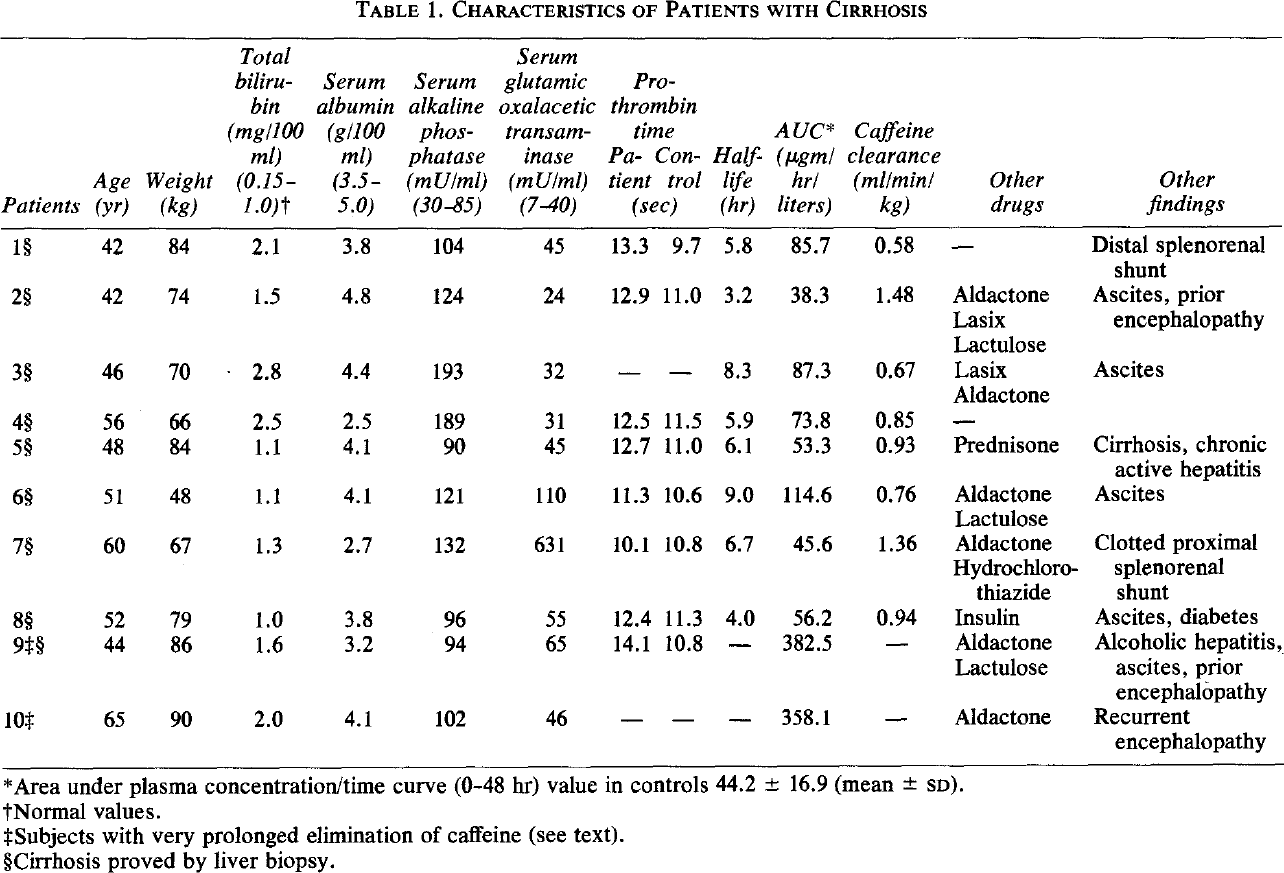 TABLE 1. CHARACTERISTICS OF PATIENTS WITH CIRRHOSIS
Total Serum
biliru- Serum Serum glutamic Pro-
bin albumin alkaline oxalacetic thrombin
(mg/100 (g/100 phos- transam- time AUC* Caffeine
ml) ml) phatase inase Pa- Con- Half- (μgm/ clearance
Age Weight (0.15– (3.5– (mU/ml) (mU/ml) tient trol life hr/ (ml/min/ Other Other
Patients (yr) (kg) 1.0)† 5.0) (30–85) (7–40) (sec) (hr) liters) kg) drugs findings
1§ 42 84 2.1 3.8 104 45 13.3 9.7 5.8 85.7 0.58 — Distal splenorenal
shunt
2§ 42 74 1.5 4.8 124 24 12.9 11.0 3.2 38.3 1.48 Aldactone Ascites, prior
Lasix encephalopathy
Lactulose
3§ 46 70 2.8 4.4 193 32 — — 8.3 87.3 0.67 Lasix Ascites
Aldactone
4§ 56 66 2.5 2.5 189 31 12.5 11.5 5.9 73.8 0.85 —
5§ 48 84 1.1 4.1 90 45 12.7 11.0 6.1 53.3 0.93 Prednisone Cirrhosis, chronic
active hepatitis
6§ 51 48 1.1 4.1 121 110 11.3 10.6 9.0 114.6 0.76 Aldactone Ascites
Lactulose
7§ 60 67 1.3 2.7 132 631 10.1 10.8 6.7 45.6 1.36 Aldactone Clotted proximal
Hydrochloro- splenorenal
thiazide shunt
8§ 52 79 1.0 3.8 96 55 12.4 11.3 4.0 56.2 0.94 Insulin Ascites, diabetes
9‡§ 44 86 1.6 3.2 94 65 14.1 10.8 — 382.5 — Aldactone Alcoholic hepatitis,
Lactulose ascites, prior
encephalopathy
10‡ 65 90 2.0 4.1 102 46 — — — 358.1 — Aldactone Recurrent
encephalopathy
*Area under plasma concentration/time curve (0–48 hr) value in controls 44.2 ± 16.9 (mean ± SD).
†Normal values.
‡Subjects with very prolonged elimination of caffeine (see text).
§Cirrhosis proved by liver biopsy.